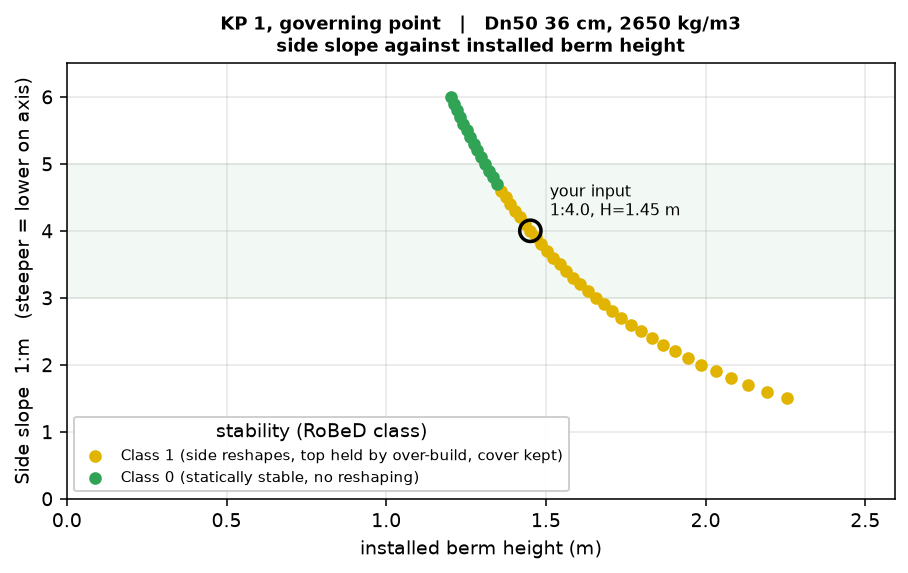 KP 1, governing point   |   Dn50 36 cm, 2650 kg/m3
side slope against installed berm height
Side slope  1:m   (steeper = lower on axis)
6
5
4
3
2
1
0
your input
1:4.0, H=1.45 m
stability (RoBeD class)
Class 1 (side reshapes, top held by over-build, cover kept)
Class 0 (statically stable, no reshaping)
0.0 0.5 1.0 1.5 2.0 2.5
installed berm height (m)